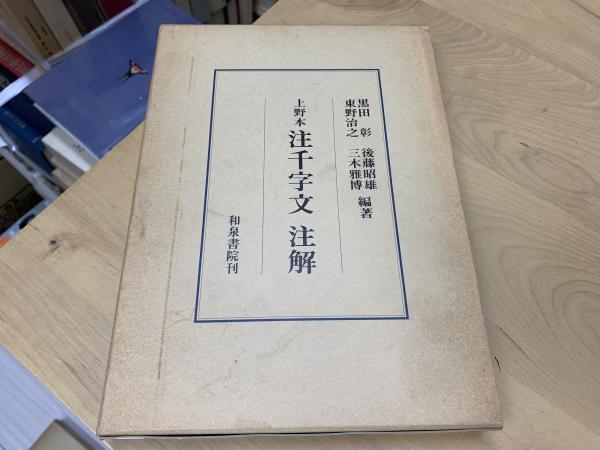 黒田 彰 後藤昭雄
東野治之 三木雅博 編著
上野本 注千字文 注解
和泉書院刊